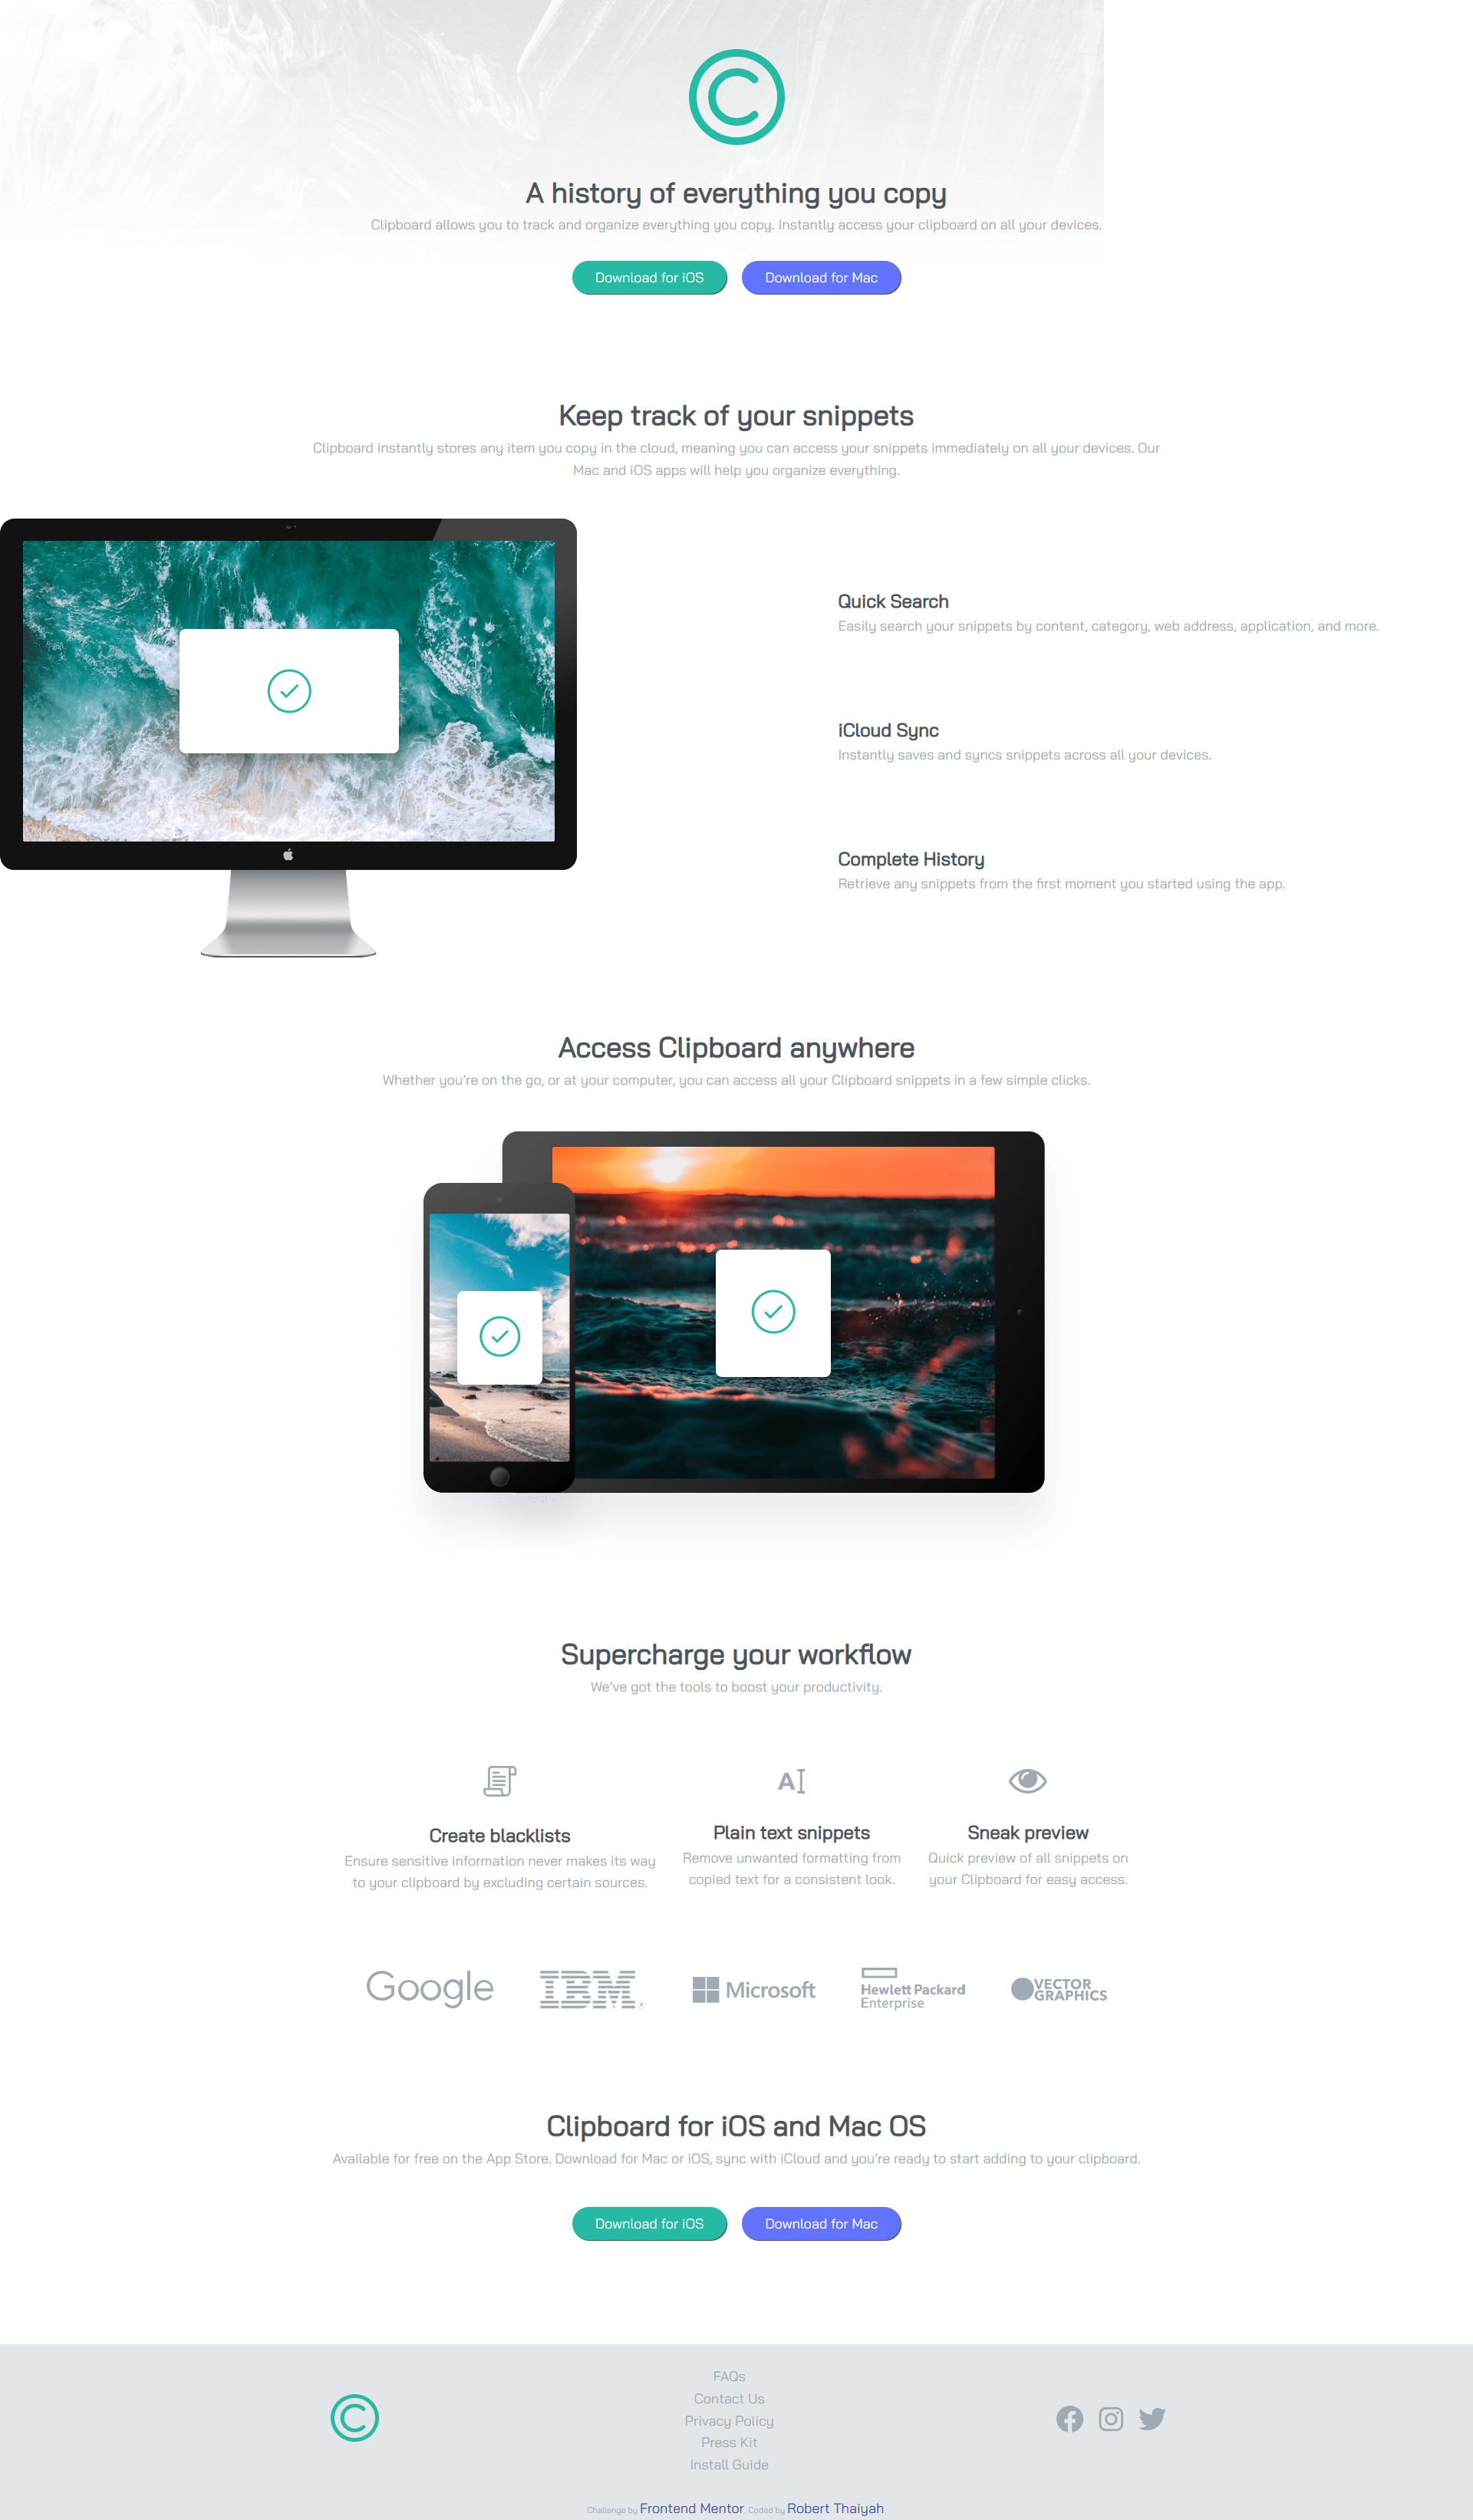 A history of everything you copy
Clipboard allows you to track and organize everything you copy. Instantly access your clipboard on all your devices.
Download for iOS
Download for Mac
Keep track of your snippets
Clipboard instantly stores any item you copy in the cloud, meaning you can access your snippets immediately on all your devices. Our
Mac and iOS apps will help you organize everything.
Quick Search
Easily search your snippets by content, category, web address, application, and more.
iCloud Sync
Instantly saves and syncs snippets across all your devices.
Complete History
Retrieve any snippets from the first moment you started using the app.
Access Clipboard anywhere
Whether you’re on the go, or at your computer, you can access all your Clipboard snippets in a few simple clicks.
Supercharge your workflow
We’ve got the tools to boost your productivity.
Create blacklists
Ensure sensitive information never makes its way
to your clipboard by excluding certain sources.
Plain text snippets
Remove unwanted formatting from
copied text for a consistent look.
Sneak preview
Quick preview of all snippets on
your Clipboard for easy access.
Google
IBM
Microsoft
Hewlett Packard
Enterprise
VECTOR
GRAPHICS
Clipboard for iOS and Mac OS
Available for free on the App Store. Download for Mac or iOS, sync with iCloud and you’re ready to start adding to your clipboard.
Download for iOS
Download for Mac
FAQs
Contact Us
Privacy Policy
Press Kit
Install Guide
Challenge by Frontend Mentor. Coded by Robert Thaiyah.